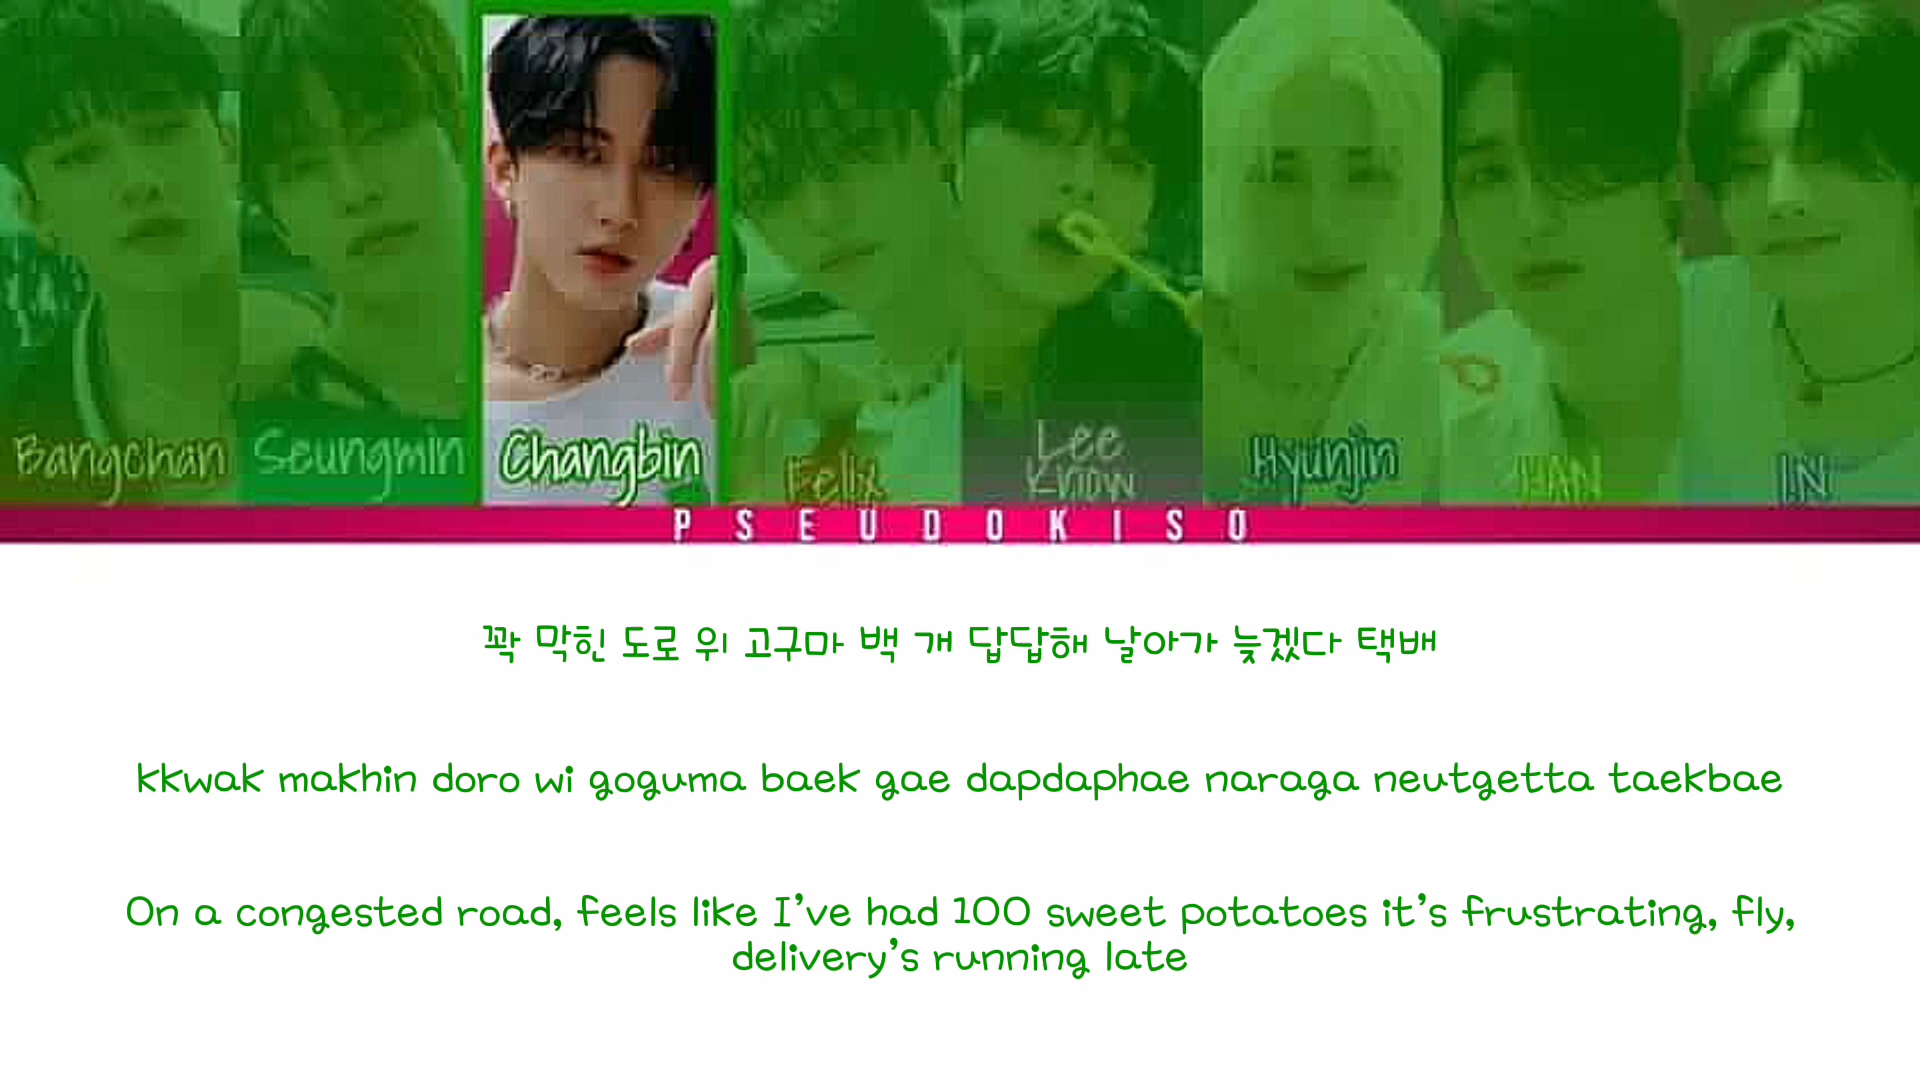 Bangchan Seungmin Changbin Felix Lee Know Hyunjin HAN I.N
PSEUDOKISO
꽉 막힌 도로 위 고구마 백 개 답답해 날아가 늦겠다 택배
kkwak makhin doro wi goguma baek gae dapdaphae naraga neutgetta taekbae
On a congested road, feels like I've had 100 sweet potatoes it's frustrating, fly,
delivery's running late